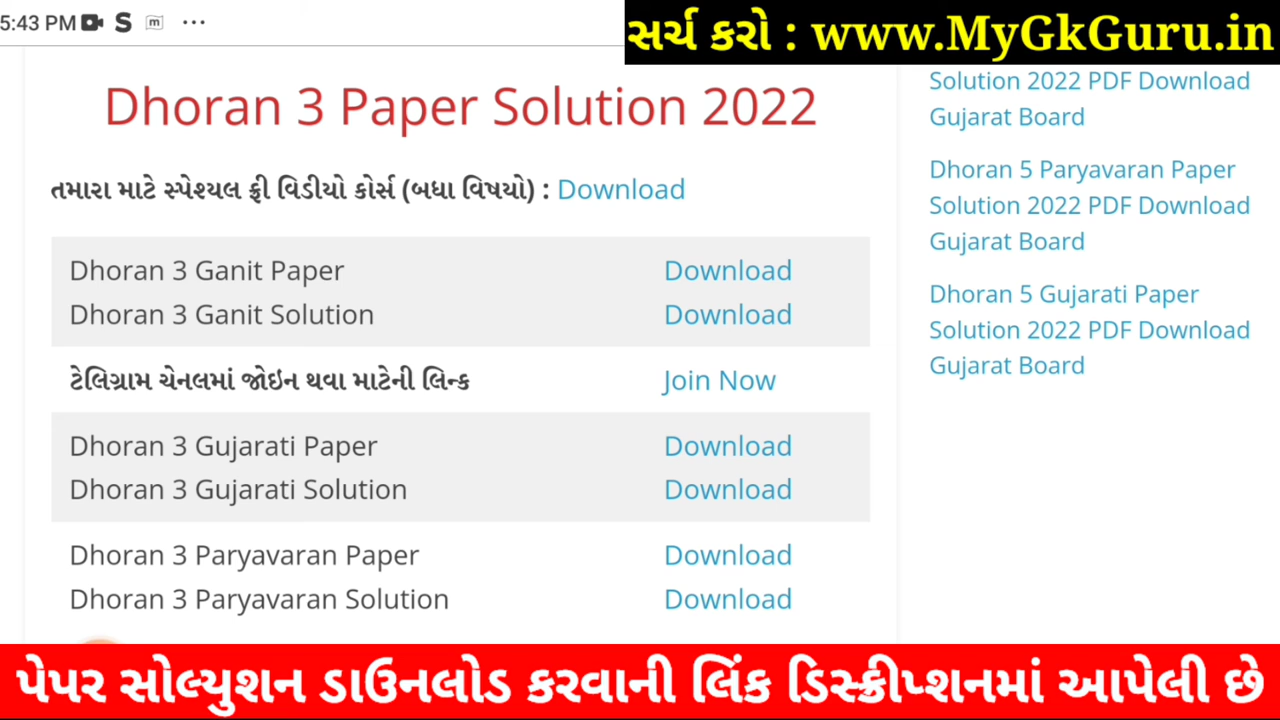 5:43 PM S m ...
સર્ચ કરો : www.MyGkGuru.in
Dhoran 3 Paper Solution 2022
તમારા માટે સ્પેશ્યલ ફ્રી વિડીયો કોર્સ (બધા વિષયો) : Download
Dhoran 3 Ganit Paper Download
Dhoran 3 Ganit Solution Download
ટેલિગ્રામ ચેનલમાં જોઇન થવા માટેની લિન્ક Join Now
Dhoran 3 Gujarati Paper Download
Dhoran 3 Gujarati Solution Download
Dhoran 3 Paryavaran Paper Download
Dhoran 3 Paryavaran Solution Download
Solution 2022 PDF Download
Gujarat Board
Dhoran 5 Paryavaran Paper
Solution 2022 PDF Download
Gujarat Board
Dhoran 5 Gujarati Paper
Solution 2022 PDF Download
Gujarat Board
પેપર સોલ્યુશન ડાઉનલોડ કરવાની લિંક ડિસ્ક્રીપ્શનમાં આપેલી છે